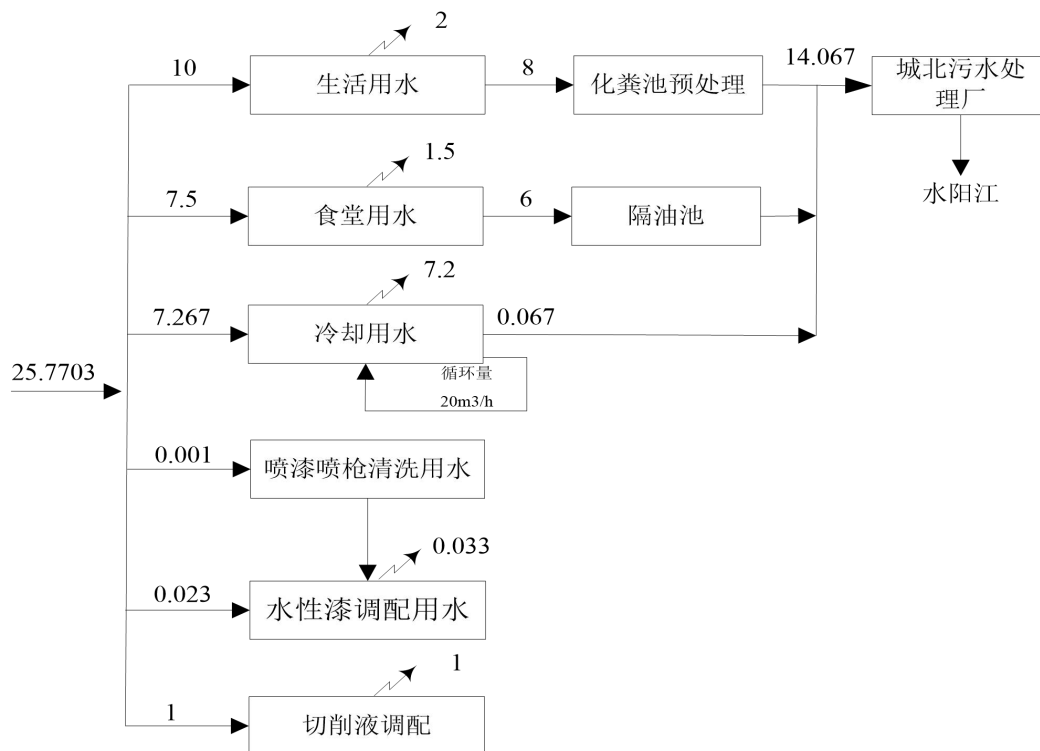 2
10
生活用水
8
化粪池预处理
14.067
城北污水处
理厂
水阳江
1.5
7.5
食堂用水
6
隔油池
7.2
7.267
冷却用水
0.067
循环量
20m3/h
25.7703
0.001
喷漆喷枪清洗用水
0.033
0.023
水性漆调配用水
1
1
切削液调配